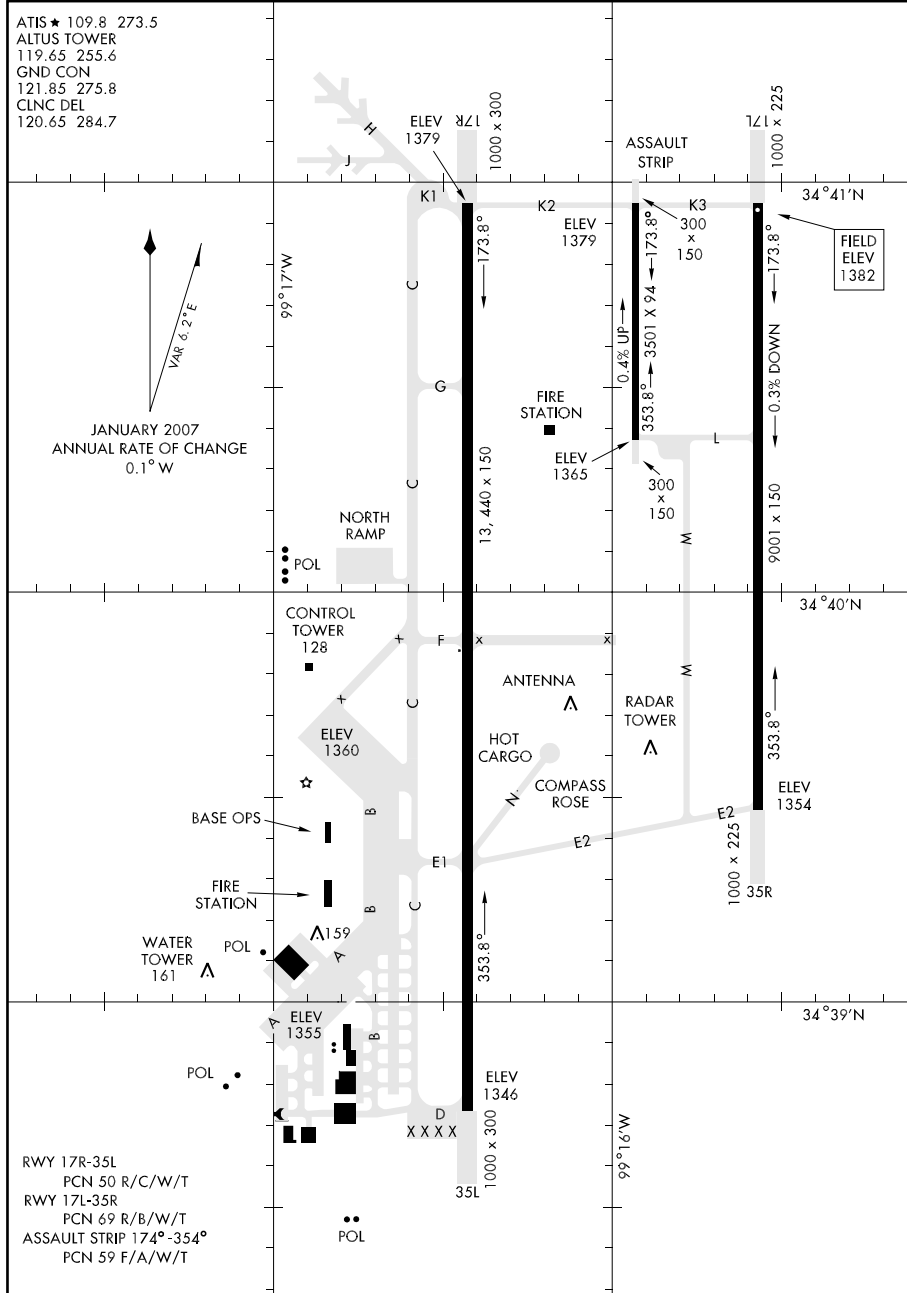 ATIS ★ 109.8 273.5
ALTUS TOWER
119.65 255.6
GND CON
121.85 275.8
CLNC DEL
120.65 284.7
H
J
ELEV
1379
17R
1000 x 300
ASSAULT
STRIP
17L
1000 x 225
34°41'N
K1
K2
K3
ELEV
1379
300
x
150
FIELD
ELEV
1382
99°17'W
VAR 6.2°E
JANUARY 2007
ANNUAL RATE OF CHANGE
0.1° W
C
173.8°
173.8°
173.8°
G
0.4% UP
3501 X 94
353.8°
0.3% DOWN
FIRE
STATION
L
ELEV
1365
300
x
150
C
13, 440 x 150
9001 x 150
NORTH
RAMP
M
POL
34°40'N
CONTROL
TOWER
128
X
F
x
x
X
C
M
ANTENNA
RADAR
TOWER
353.8°
ELEV
1360
HOT
CARGO
COMPASS
ROSE
N
ELEV
1354
BASE OPS
B
E2
E2
E1
1000 x 225
35R
FIRE
STATION
B
C
353.8°
159
A
WATER
TOWER
161
POL
34°39'N
A
ELEV
1355
B
POL
ELEV
1346
D
X X X X
1000 x 300
35L
99°16'W
RWY 17R-35L
PCN 50 R/C/W/T
RWY 17L-35R
PCN 69 R/B/W/T
ASSAULT STRIP 174°-354°
PCN 59 F/A/W/T
POL